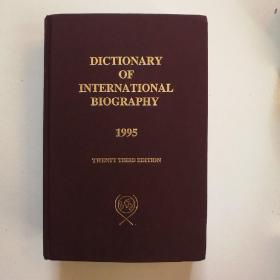 DICTIONARY
OF
INTERNATIONAL
BIOGRAPHY
1995
TWENTY THIRD EDITION